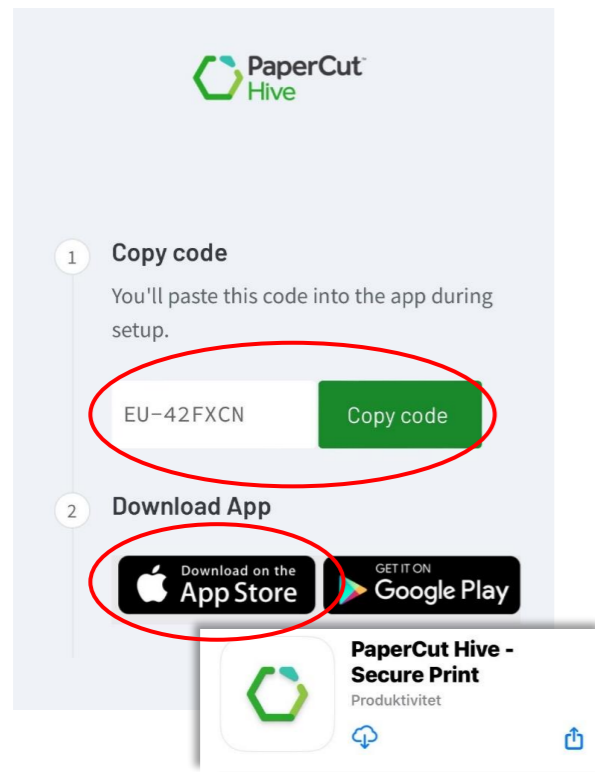 PaperCut™
Hive
1
Copy code
You'll paste this code into the app during
setup.
EU-42FXCN
Copy code
2
Download App
Download on the
App Store
GET IT ON
Google Play
PaperCut Hive -
Secure Print
Produktivitet